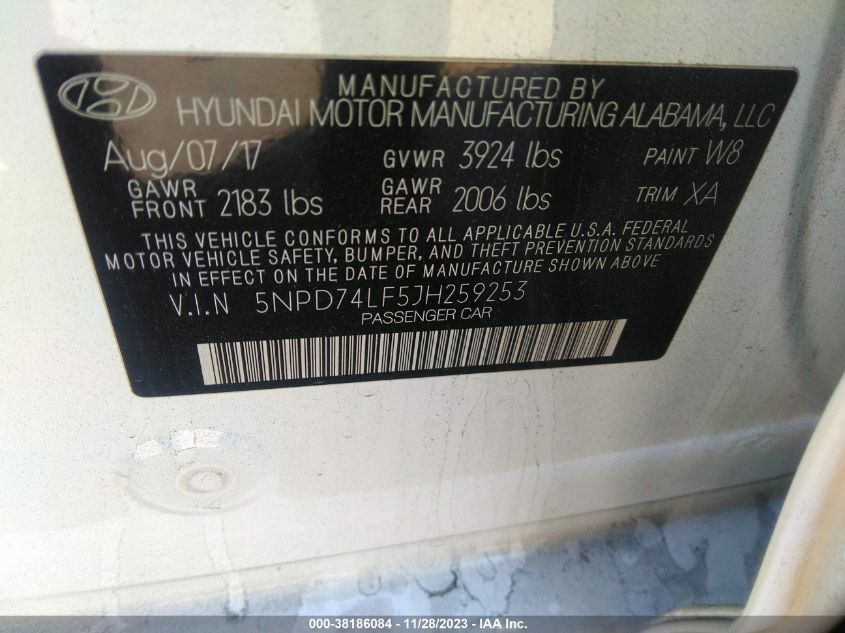 MANUFACTURED BY
HYUNDAI MOTOR MANUFACTURING ALABAMA, LLC
Aug/07/17 GVWR 3924 lbs PAINT W8
GAWR FRONT 2183 lbs GAWR REAR 2006 lbs TRIM XA
THIS VEHICLE CONFORMS TO ALL APPLICABLE U.S.A. FEDERAL
MOTOR VEHICLE SAFETY, BUMPER, AND THEFT PREVENTION STANDARDS
IN EFFECT ON THE DATE OF MANUFACTURE SHOWN ABOVE
V.I.N 5NPD74LF5JH259253
PASSENGER CAR
000-38186084 - 11/28/2023 - IAA Inc.